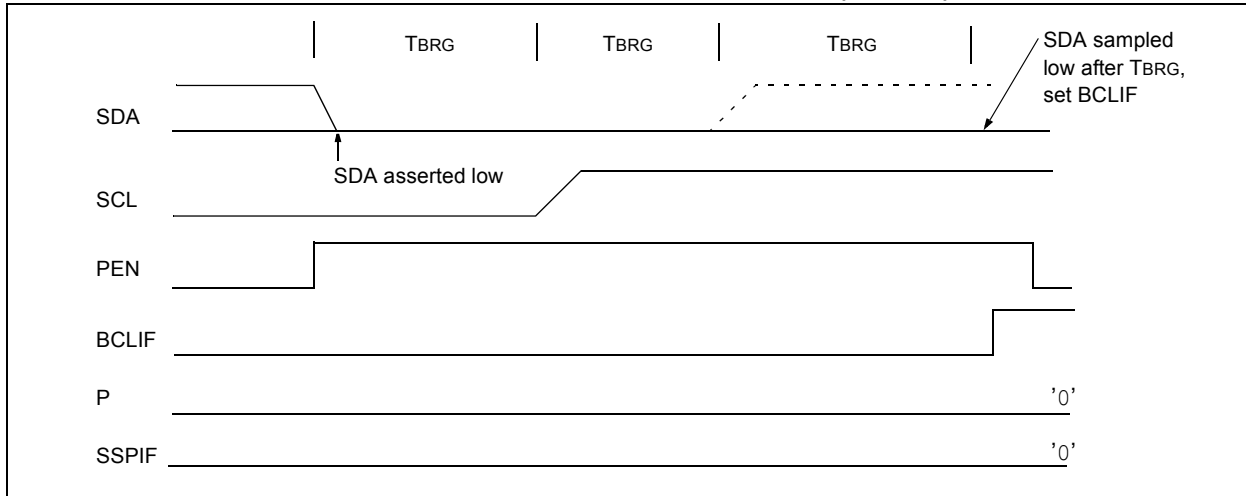 TBRG TBRG TBRG
SDA sampled
low after TBRG,
set BCLIF
SDA
SDA asserted low
SCL
PEN
BCLIF
P '0'
SSPIF '0'